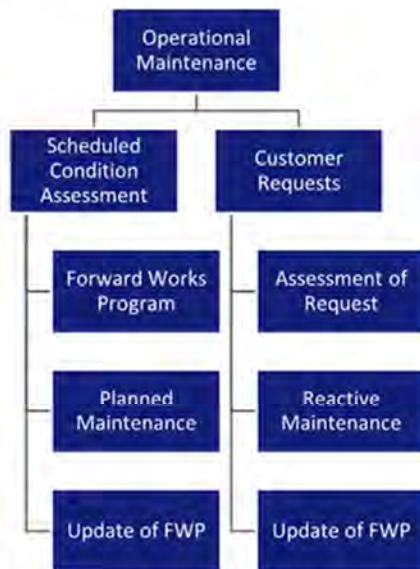 Operational
Maintenance
Scheduled
Condition
Assessment
Customer
Requests
Forward Works
Program
Assessment of
Request
Planned
Maintenance
Reactive
Maintenance
Update of FWP
Update of FWP